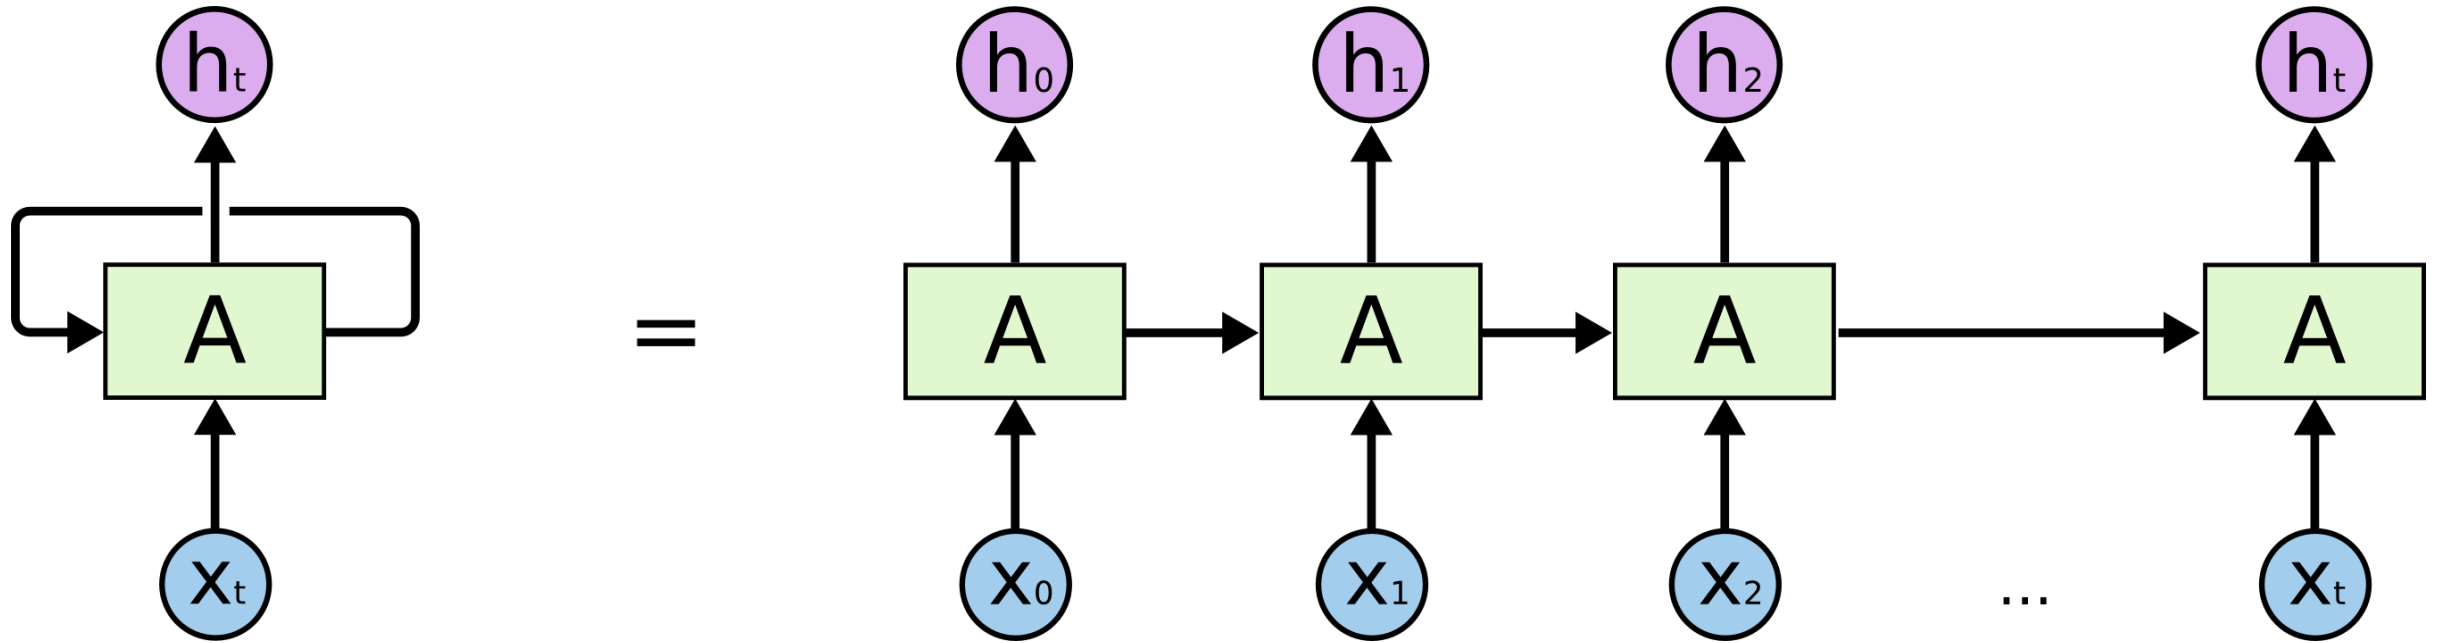 hₜ h₀ h₁ h₂ hₜ
A = A A A A
xₜ x₀ x₁ x₂ ... xₜ